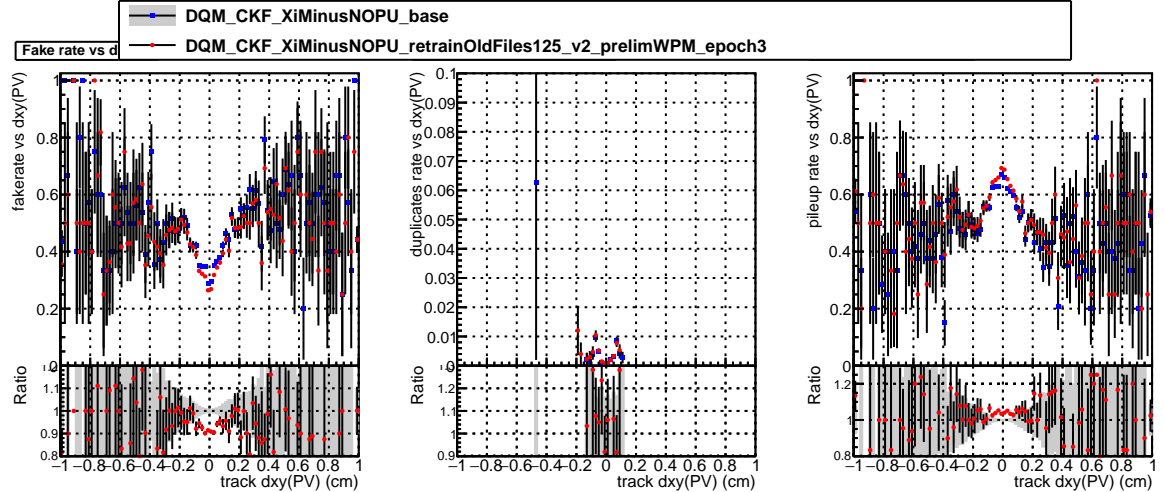 DQM_CKF_XiMinusNOPU_base
DQM_CKF_XiMinusNOPU_retrainOldFiles125_v2_prelimWPM_epoch3
Fake rate vs d
fakerate vs dxy(PV)
1
0.8
0.6
0.4
0.2
Ratio
1.1
1
0.9
0.8
−1 −0.8 −0.6 −0.4 −0.2 0 0.2 0.4 0.6 0.8 1
track dxy(PV) (cm)
duplicates rate vs dxy(PV)
0.1
0.09
0.08
0.07
0.06
0.05
0.04
0.03
0.02
0.01
0
Ratio
1.2
1.1
1
0.9
−1 −0.8 −0.6 −0.4 −0.2 0 0.2 0.4 0.6 0.8 1
track dxy(PV) (cm)
pileup rate vs dxy(PV)
1
0.8
0.6
0.4
0.2
0
Ratio
1.2
1
−1 −0.8 −0.6 −0.4 −0.2 0 0.2 0.4 0.6 0.8 1
track dxy(PV) (cm)